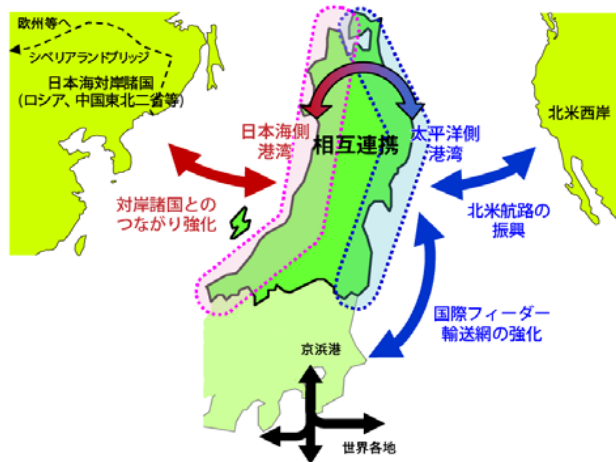 欧州等へ
シベリアランドブリッジ
日本海対岸諸国
(ロシア、中国東北二省等)
北米西岸
日本海側
港湾
相互連携
太平洋側
港湾
対岸諸国との
つながり強化
北米航路の
振興
国際フィーダー
輸送網の強化
京浜港
世界各地